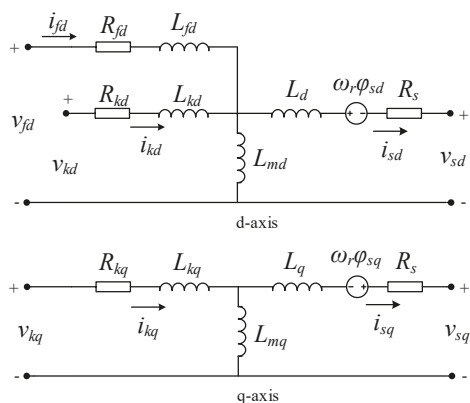 i_fd R_fd L_fd
+
R_kd L_kd L_d ω_rφ_sd R_s
+ + - +
v_fd i_kd i_sd
v_kd L_md v_sd
- - -
d-axis
R_kq L_kq L_q ω_rφ_sq R_s
+ - + +
i_kq i_sq
v_kq L_mq v_sq
- -
q-axis